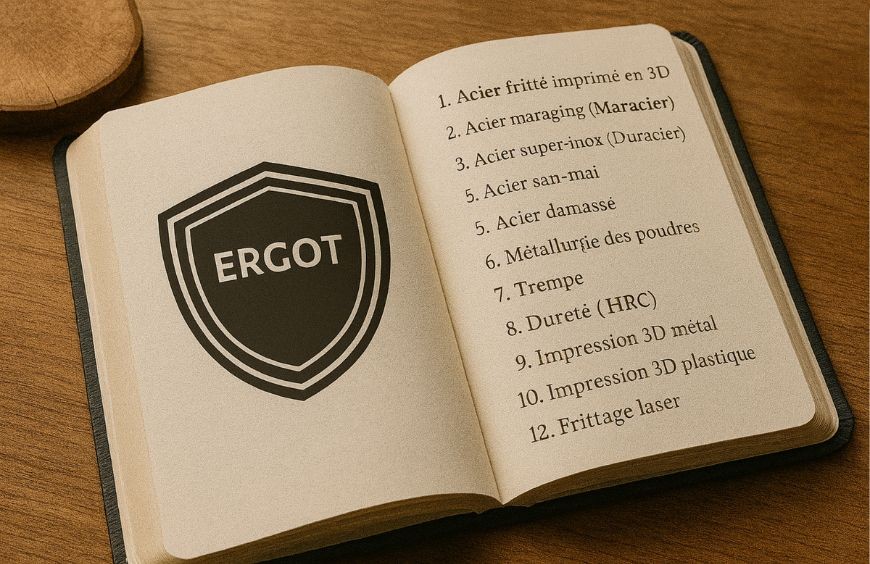 ERGOT
1. Acier fritté imprimé en 3D
2. Acier maraging (Maracier)
3. Acier super-inox (Duracier)
5. Acier san-mai
5. Acier damassé
6. Métallurgie des poudres
7. Trempe
8. Dureté (HRC)
9. Impression 3D métal
10. Impression 3D plastique
12. Frittage laser